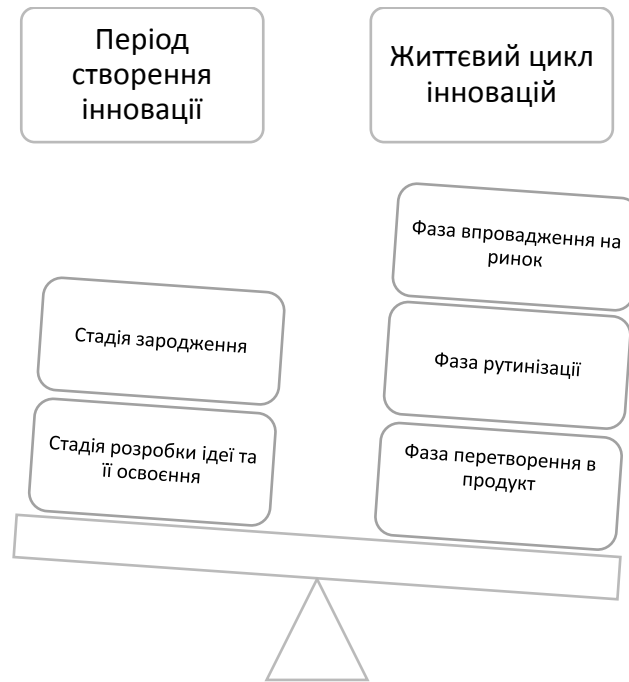 Період
створення
інновації
Життєвий цикл
інновацій
Фаза впровадження на
ринок
Стадія зародження
Фаза рутинізації
Стадія розробки ідеї та
її освоєння
Фаза перетворення в
продукт